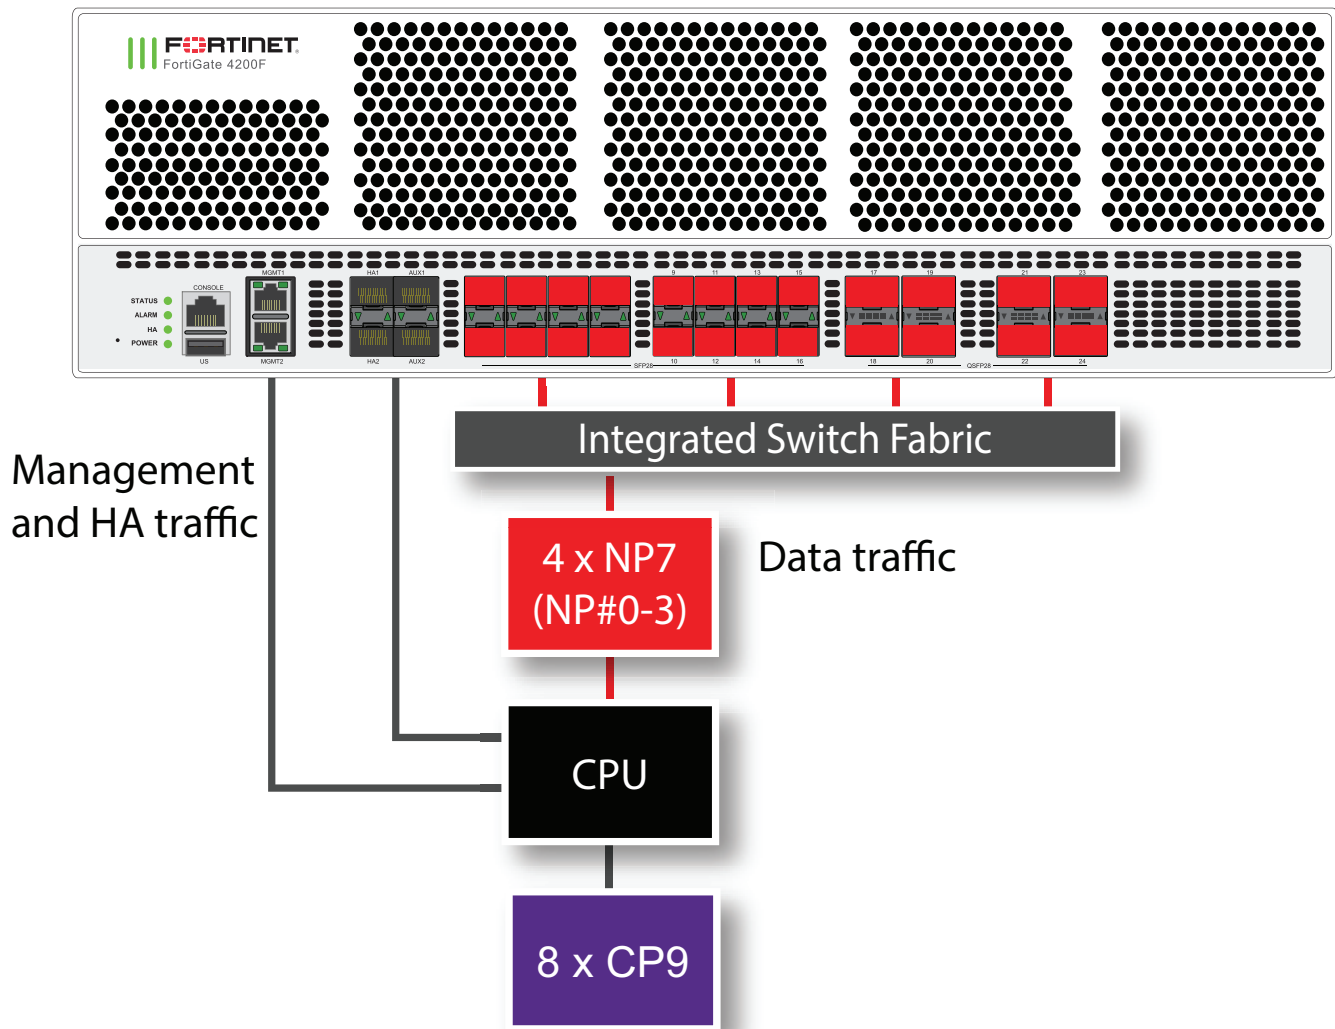 FORTINET
FortiGate 4200F
CONSOLE
STATUS
ALARM
HA
POWER
US
MGMT1
MGMT2
HA1 AUX1
HA2 AUX2
9 11 13 15
10 12 14 16
SFP28
17 19 21 23
18 20 22 24
QSFP28
Integrated Switch Fabric
Management
and HA traffic
4 x NP7
(NP#0-3)
Data traffic
CPU
8 x CP9